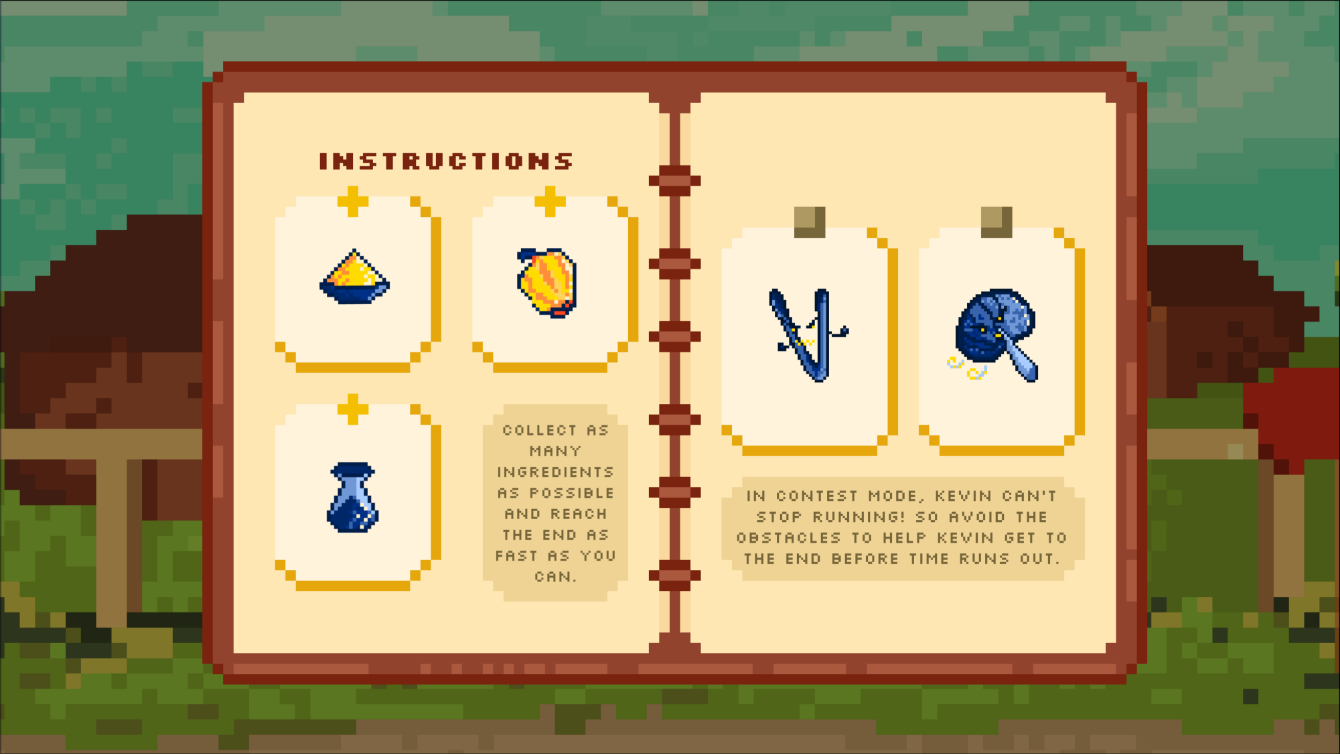 INSTRUCTIONS
COLLECT AS
MANY
INGREDIENTS
AS POSSIBLE
AND REACH
THE END AS
FAST AS YOU
CAN.
IN CONTEST MODE, KEVIN CAN'T
STOP RUNNING! SO AVOID THE
OBSTACLES TO HELP KEVIN GET TO
THE END BEFORE TIME RUNS OUT.